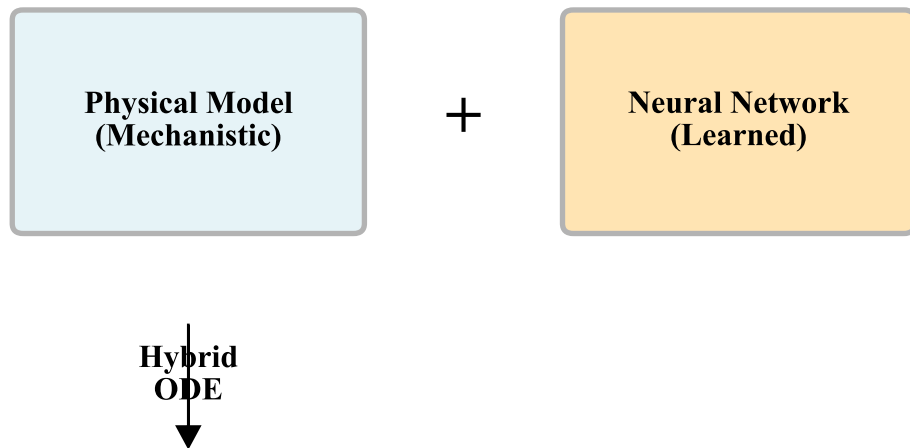 Physical Model
(Mechanistic)
+
Neural Network
(Learned)
Hybrid
ODE